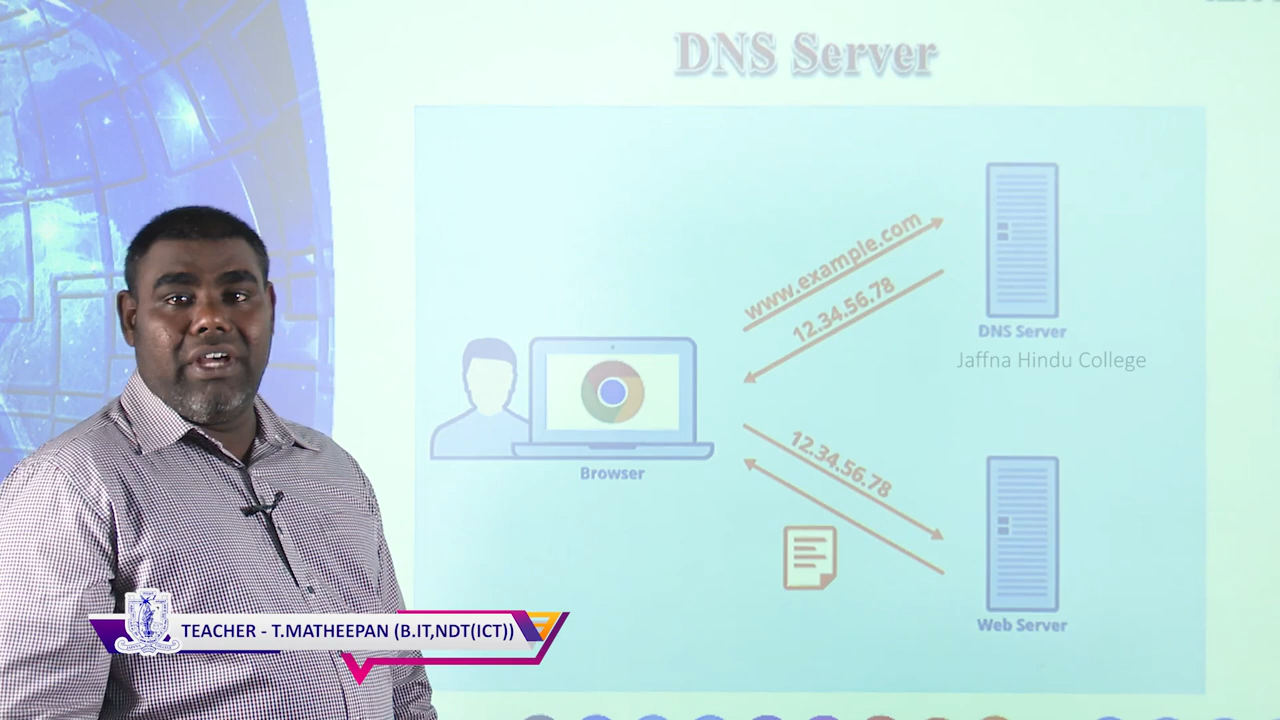 DNS Server
www.example.com
12.34.56.78
DNS Server
Jaffna Hindu College
Browser
12.34.56.78
Web Server
TEACHER - T.MATHEEPAN (B.IT,NDT(ICT))